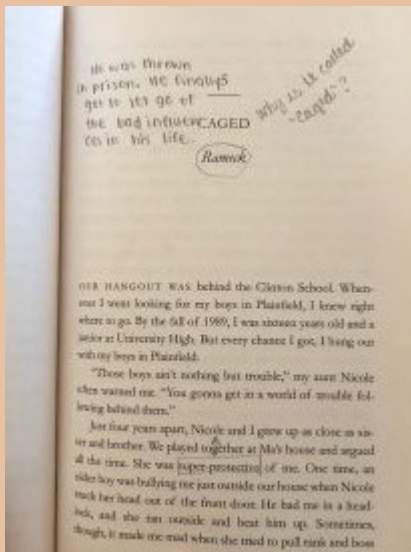 He was thrown
in prison. He finally
5
got to let go of
the bad influen
ces in his life.
Why is it called
"caged"?
CAGED
Rameck
OUR HANGOUT WAS behind the Clinton School. When-
ever I went looking for my boys in Plainfield, I knew right
where to go. By the fall of 1989, I was sixteen years old and a
senior at University High. But every chance I got, I hung out
with my boys in Plainfield.
"Those boys ain't nothing but trouble," my aunt Nicole
often warned me. "You gonna get in a world of trouble fol-
lowing behind them."
Just four years apart, Nicole and I grew up as close as sis-
ter and brother. We played together at Ma's house and argued
all the time. She was super-protective of me. One time, an
older boy was bullying me just outside our house when Nicole
stuck her head out of the front door. He had me in a head-
lock, and she ran outside and beat him up. Sometimes,
though, it made me mad when she tried to pull rank and boss